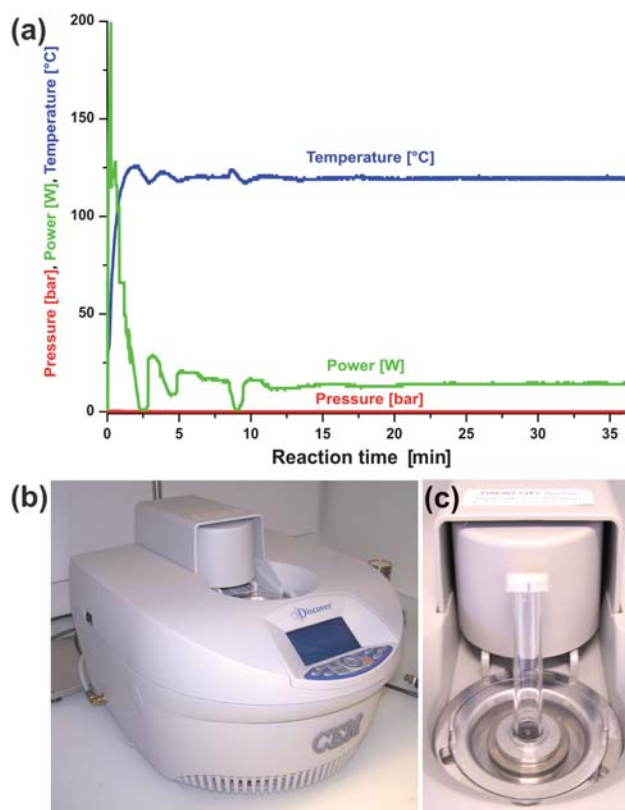 (a)
Pressure [bar], Power [W], Temperature [°C]
200
150
100
50
0
Temperature [°C]
Power [W]
Pressure [bar]
0 5 10 15 20 25 30 35
Reaction time [min]
(b)
Discover
CEM
(c)